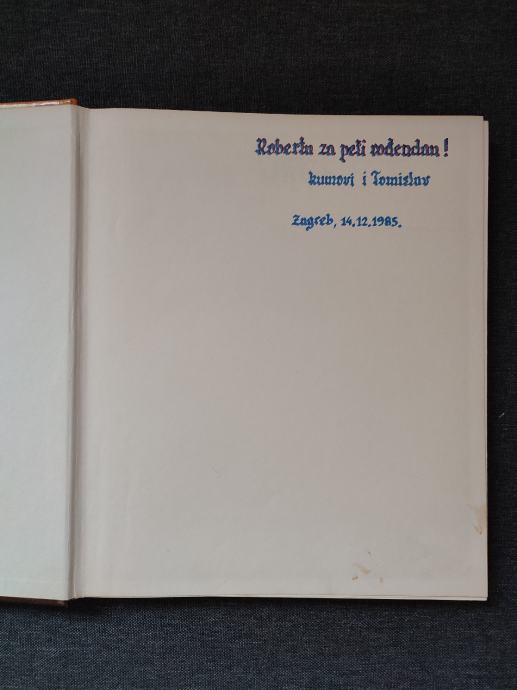 Robertu za peti rođendan!
kumovi i Tomislav
Zagreb, 14.12.1985.